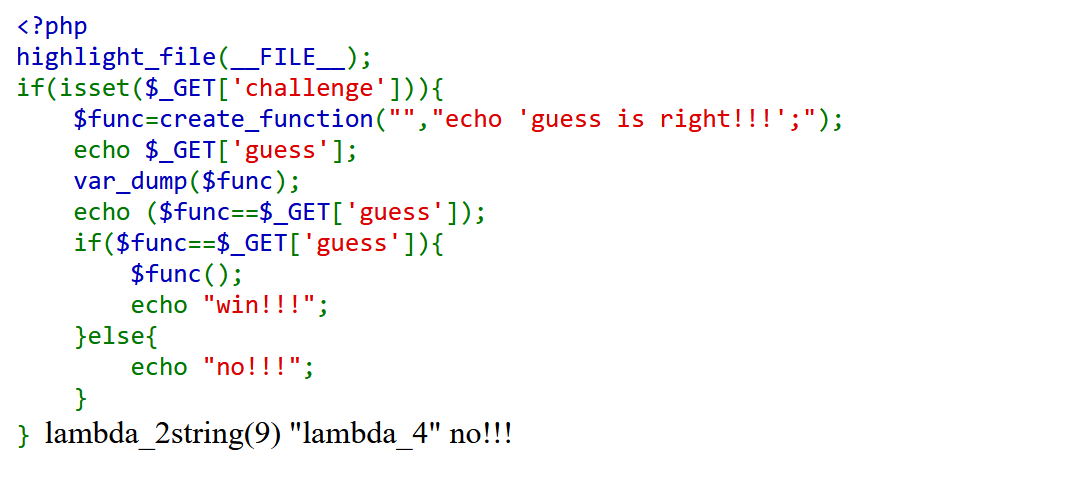 <?php
highlight_file(__FILE__);
if(isset($_GET['challenge'])){
    $func=create_function("","echo 'guess is right!!!';");
    echo $_GET['guess'];
    var_dump($func);
    echo ($func==$_GET['guess']);
    if($func==$_GET['guess']){
        $func();
        echo "win!!!";
    }else{
        echo "no!!!";
    }
} lambda_2string(9) "lambda_4" no!!!